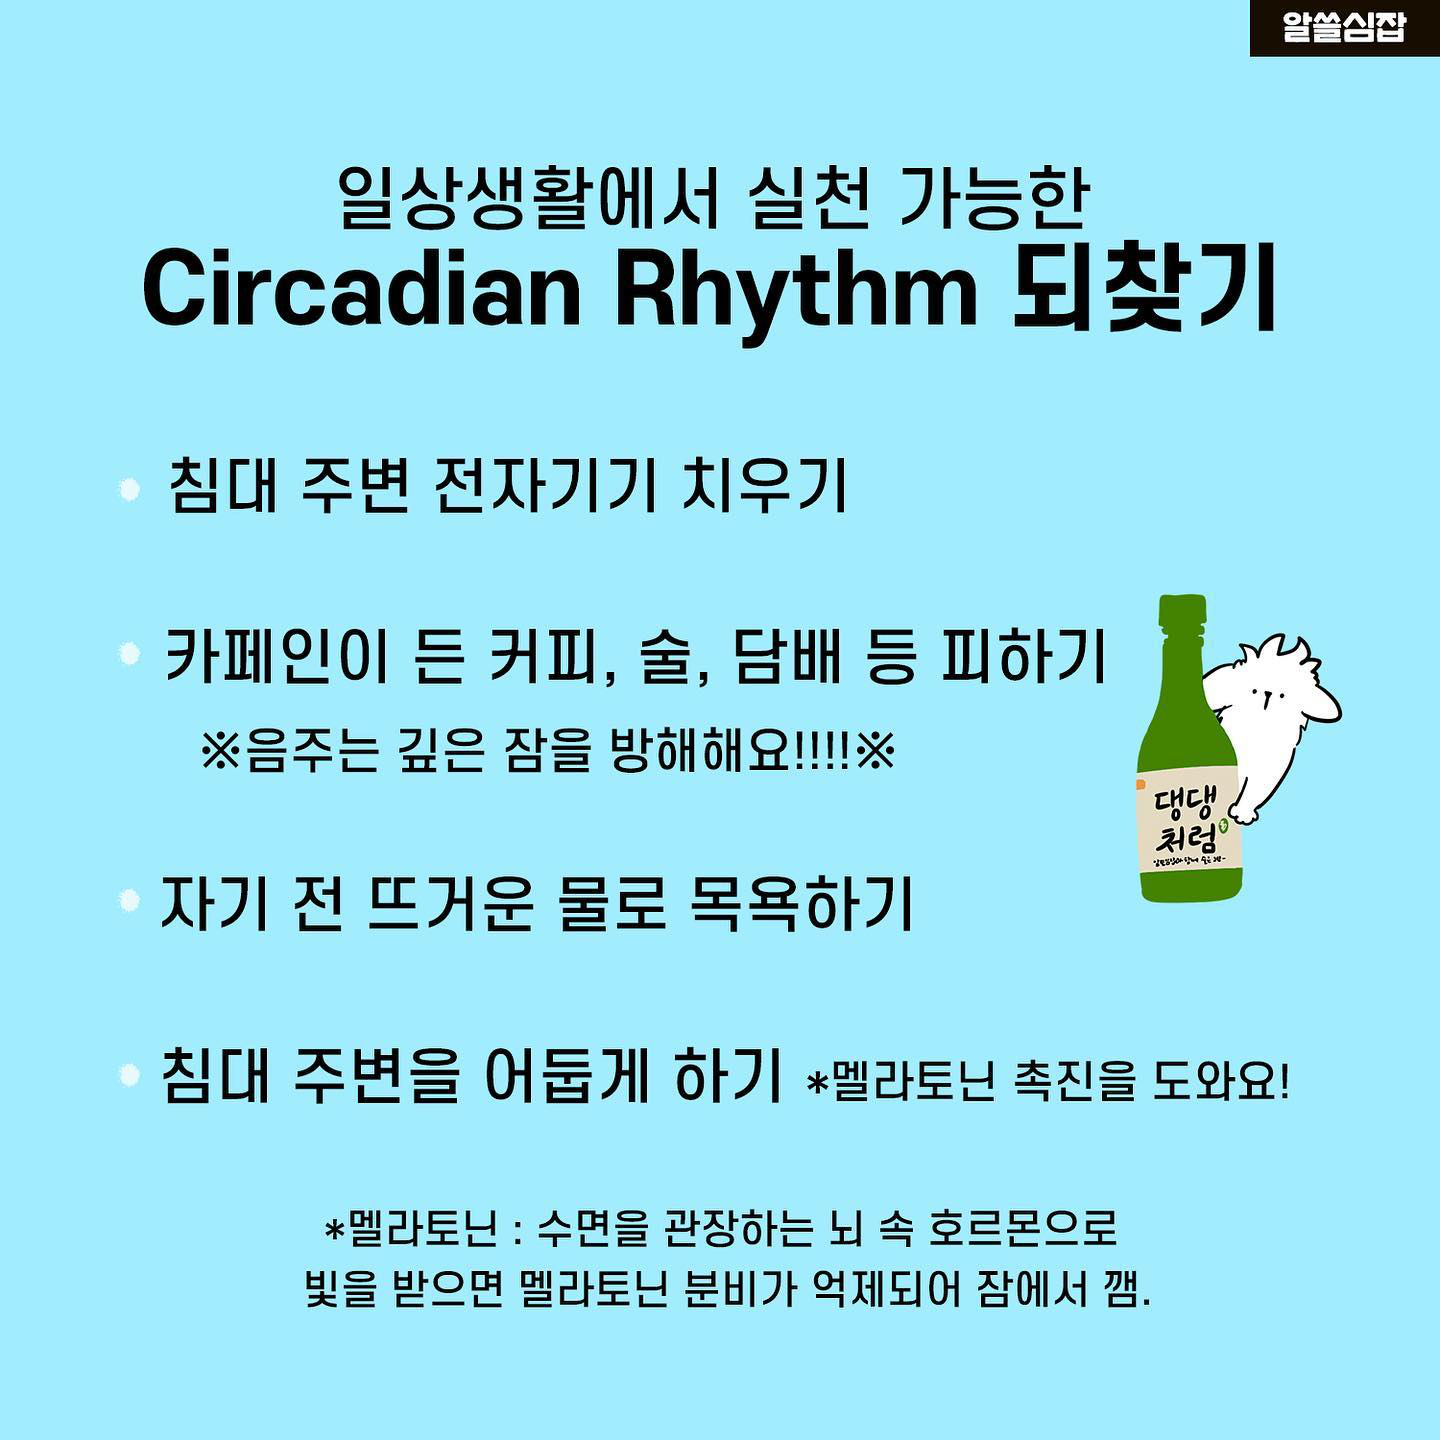 알쓸심잡
일상생활에서 실천 가능한
Circadian Rhythm 되찾기
침대 주변 전자기기 치우기
카페인이 든 커피, 술, 담배 등 피하기
※음주는 깊은 잠을 방해해요!!!!※
댕댕
처럼
자기 전 뜨거운 물로 목욕하기
침대 주변을 어둡게 하기 *멜라토닌 촉진을 도와요!
*멜라토닌 : 수면을 관장하는 뇌 속 호르몬으로
빛을 받으면 멜라토닌 분비가 억제되어 잠에서 깸.